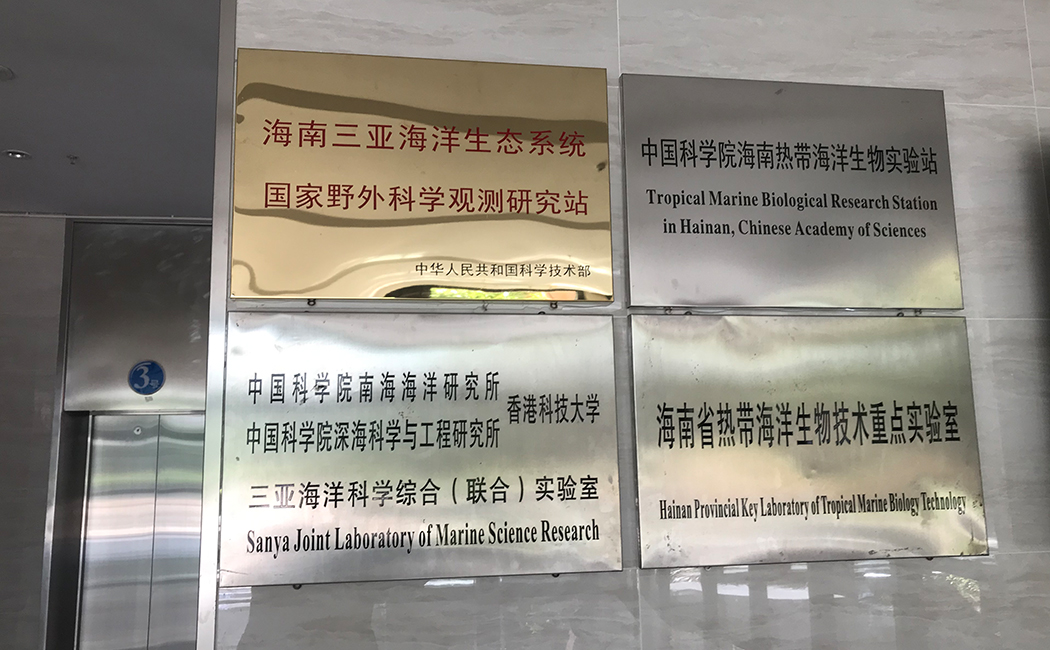 海南三亚海洋生态系统
国家野外科学观测研究站
中华人民共和国科学技术部
中国科学院海南热带海洋生物实验站
Tropical Marine Biological Research Station
in Hainan, Chinese Academy of Sciences
中国科学院南海海洋研究所
中国科学院深海科学与工程研究所
香港科技大学
三亚海洋科学综合（联合）实验室
Sanya Joint Laboratory of Marine Science Research
海南省热带海洋生物技术重点实验室
Hainan Provincial Key Laboratory of Tropical Marine Biology Technology
3号